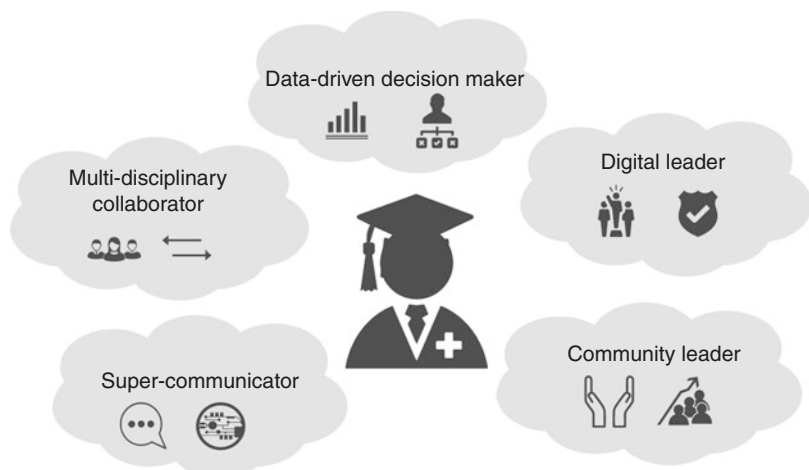 Data-driven decision maker
Multi-disciplinary
collaborator
Digital leader
Super-communicator
Community leader